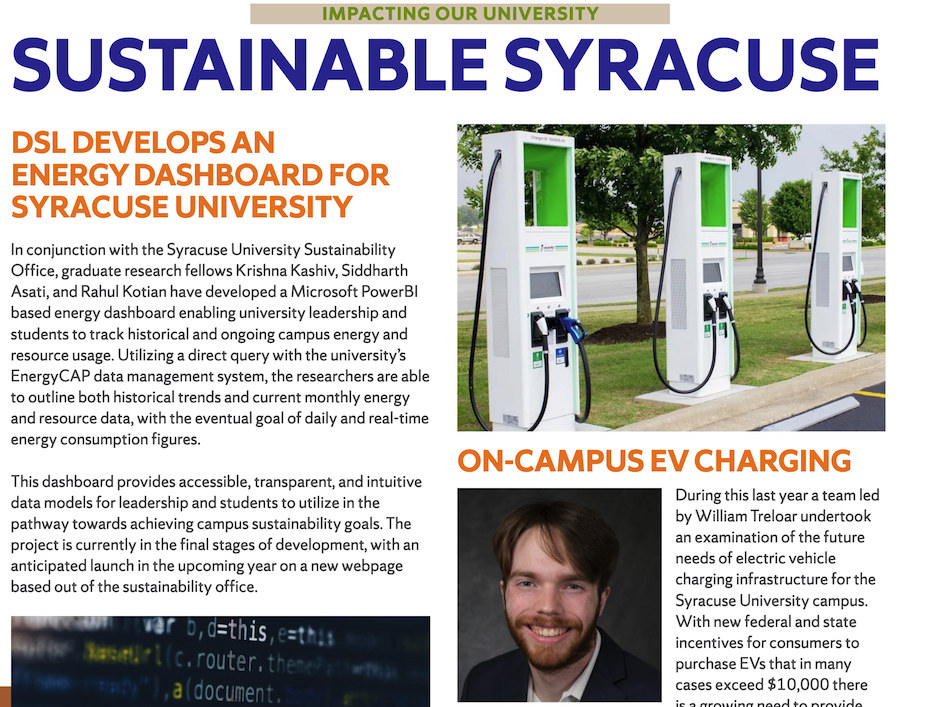 IMPACTING OUR UNIVERSITY
SUSTAINABLE SYRACUSE
DSL DEVELOPS AN
ENERGY DASHBOARD FOR
SYRACUSE UNIVERSITY
In conjunction with the Syracuse University Sustainability
Office, graduate research fellows Krishna Kashiv, Siddharth
Asati, and Rahul Kotian have developed a Microsoft PowerBI
based energy dashboard enabling university leadership and
students to track historical and ongoing campus energy and
resource usage. Utilizing a direct query with the university’s
EnergyCAP data management system, the researchers are able
to outline both historical trends and current monthly energy
and resource data, with the eventual goal of daily and real-time
energy consumption figures.
This dashboard provides accessible, transparent, and intuitive
data models for leadership and students to utilize in the
pathway towards achieving campus sustainability goals. The
project is currently in the final stages of development, with an
anticipated launch in the upcoming year on a new webpage
based out of the sustainability office.
var b,d=this,e=this
(c.router.themePath=this
"),a(document.
ON-CAMPUS EV CHARGING
During this last year a team led
by William Treloar undertook
an examination of the future
needs of electric vehicle
charging infrastructure for the
Syracuse University campus.
With new federal and state
incentives for consumers to
purchase EVs that in many
cases exceed $10,000 there
is a growing need to provide